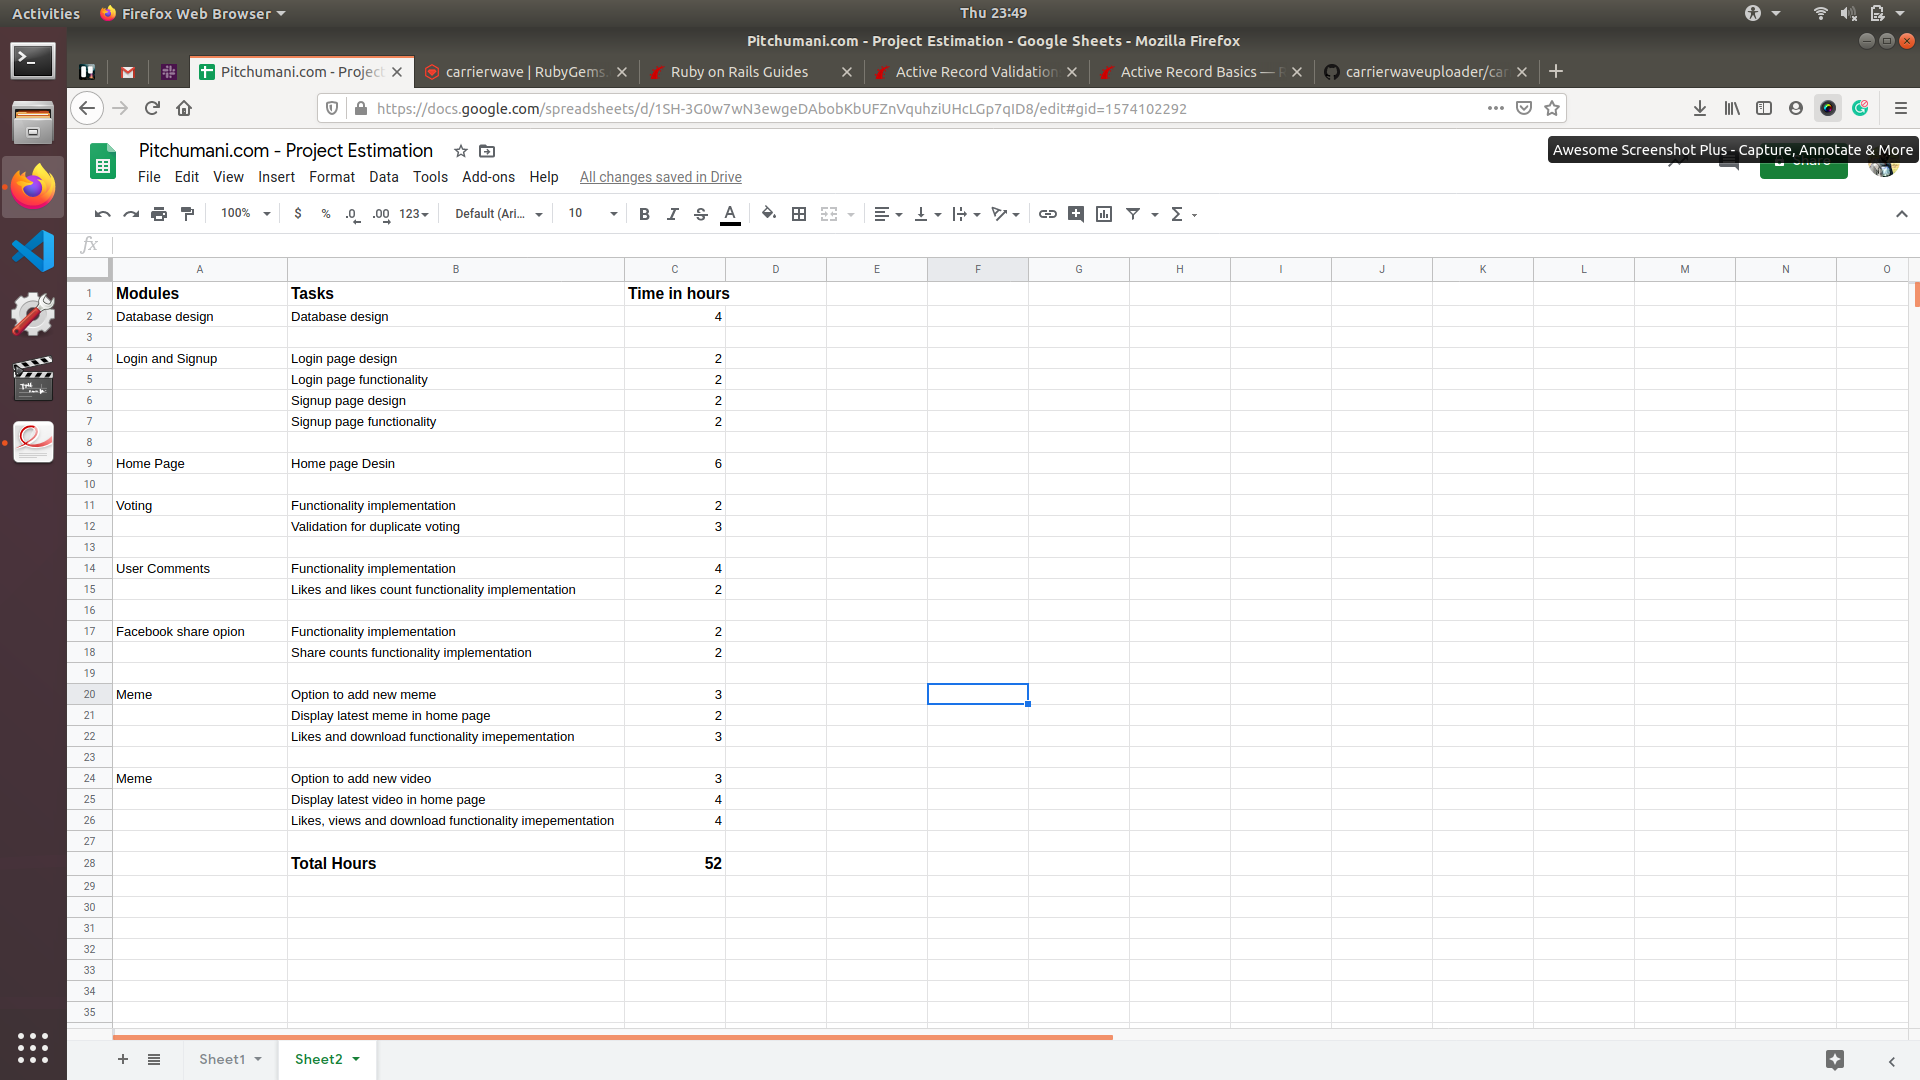 Activities Firefox Web Browser Thu 23:49
Pitchumani.com - Project Estimation - Google Sheets - Mozilla Firefox
Pitchumani.com - Projec carrierwave | RubyGems. Ruby on Rails Guides Active Record Validation Active Record Basics — R carrierwaveuploader/car
https://docs.google.com/spreadsheets/d/1SH-3G0w7wN3ewgeDAbobKbUFZnVquhziUHcLGp7qID8/edit#gid=1574102292
Pitchumani.com - Project Estimation Awesome Screenshot Plus - Capture, Annotate & More
Share
File Edit View Insert Format Data Tools Add-ons Help All changes saved in Drive
100% $ % .0 .00 123 Default (Ari... 10 B I S A
fx
A B C D E F G H I J K L M N O
1 Modules Tasks Time in hours
2 Database design Database design 4
3
4 Login and Signup Login page design 2
5 Login page functionality 2
6 Signup page design 2
7 Signup page functionality 2
8
9 Home Page Home page Desin 6
10
11 Voting Functionality implementation 2
12 Validation for duplicate voting 3
13
14 User Comments Functionality implementation 4
15 Likes and likes count functionality implementation 2
16
17 Facebook share opion Functionality implementation 2
18 Share counts functionality implementation 2
19
20 Meme Option to add new meme 3
21 Display latest meme in home page 2
22 Likes and download functionality imepementation 3
23
24 Meme Option to add new video 3
25 Display latest video in home page 4
26 Likes, views and download functionality imepementation 4
27
28 Total Hours 52
29
30
31
32
33
34
35
Sheet1 Sheet2